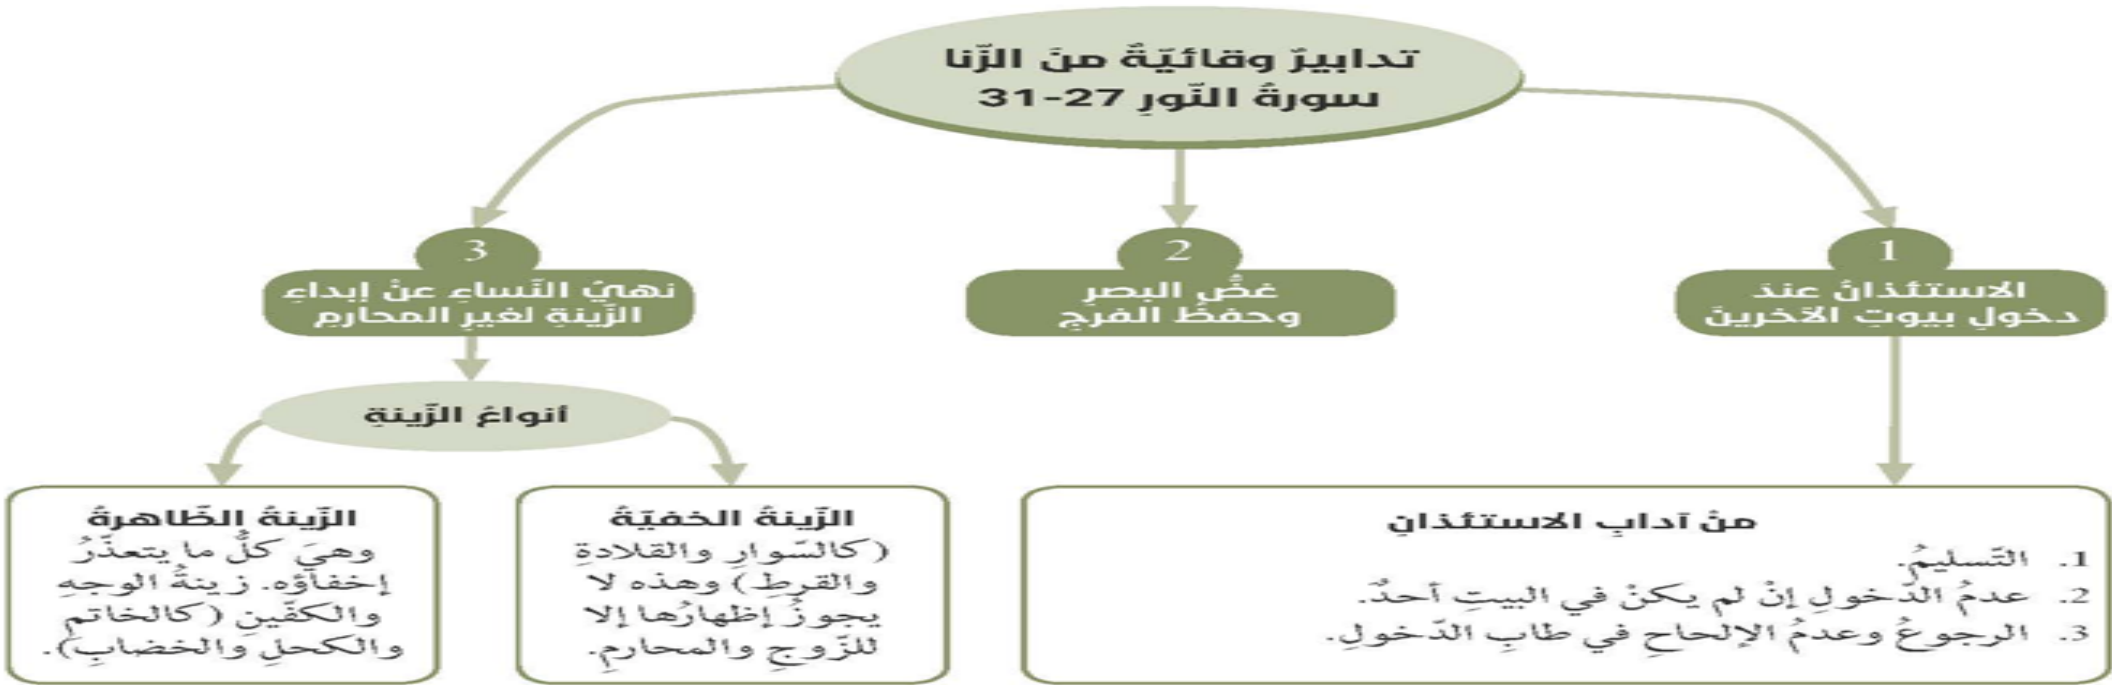 تدابيرٌ وقائيّةٌ منَ الزّنا
سورةُ النّورِ 27-31
1
الاستئذانُ عندَ
دخولِ بيوتِ الآخرينَ
2
غضُّ البصرِ
وحفظُ الفرجِ
3
نهيُ النّساءِ عنْ إبداءِ
الزّينةِ لغيرِ المحارمِ
منْ آدابِ الاستئذانِ
1. التّسليمُ.
2. عدمُ الدّخولِ إنْ لم يكنْ في البيتِ أحدٌ.
3. الرجوعُ وعدمُ الإلحاحِ في طابِ الدّخولِ.
أنواعُ الزّينةِ
الزّينةُ الخفيّةُ
(كالسّوارِ والقلادةِ
والقرطِ) وهذه لا
يجوزُ إظهارُها إلا
للزّوجِ والمحارمِ.
الزّينةُ الظّاهرةُ
وهيَ كلُّ ما يتعذّرُ
إخفاؤه. زينةُ الوجهِ
والكفّينِ (كالخاتمِ
والكحلِ والخضابِ).